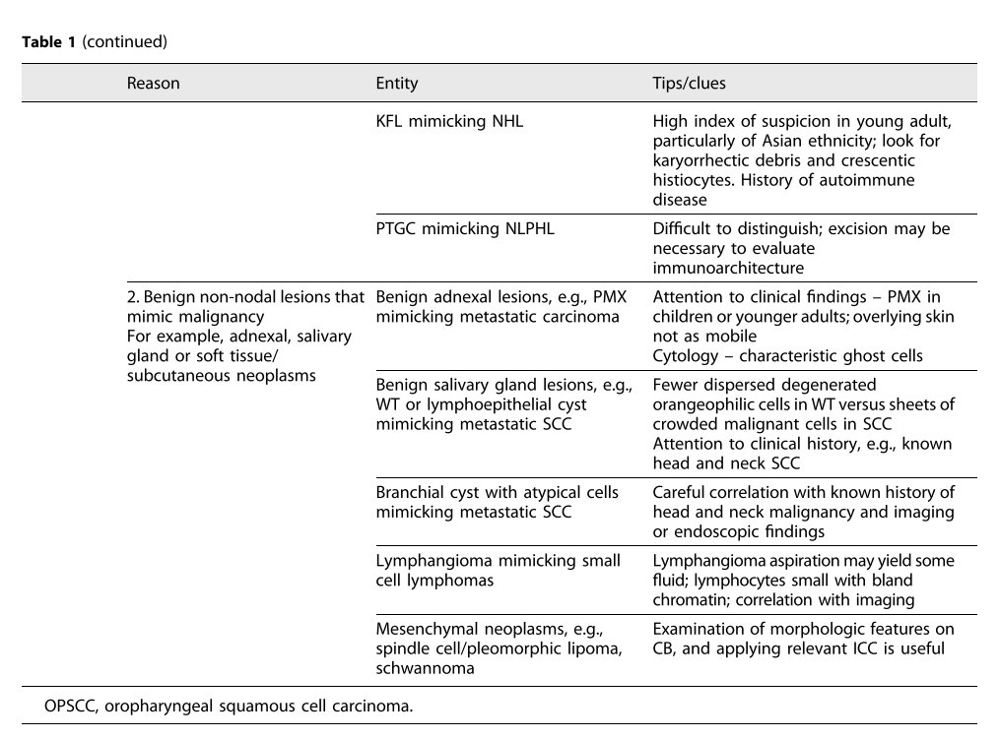 Table 1 (continued)
Reason Entity Tips/clues
KFL mimicking NHL
High index of suspicion in young adult,
particularly of Asian ethnicity; look for
karyorrhectic debris and crescentic
histiocytes. History of autoimmune
disease
PTGC mimicking NLPHL
Difficult to distinguish; excision may be
necessary to evaluate
immunoarchitecture
2. Benign non-nodal lesions that
mimic malignancy
For example, adnexal, salivary
gland or soft tissue/
subcutaneous neoplasms
Benign adnexal lesions, e.g., PMX
mimicking metastatic carcinoma
Attention to clinical findings – PMX in
children or younger adults; overlying skin
not as mobile
Cytology – characteristic ghost cells
Benign salivary gland lesions, e.g.,
WT or lymphoepithelial cyst
mimicking metastatic SCC
Fewer dispersed degenerated
orangeophilic cells in WT versus sheets of
crowded malignant cells in SCC
Attention to clinical history, e.g., known
head and neck SCC
Branchial cyst with atypical cells
mimicking metastatic SCC
Careful correlation with known history of
head and neck malignancy and imaging
or endoscopic findings
Lymphangioma mimicking small
cell lymphomas
Lymphangioma aspiration may yield some
fluid; lymphocytes small with bland
chromatin; correlation with imaging
Mesenchymal neoplasms, e.g.,
spindle cell/pleomorphic lipoma,
schwannoma
Examination of morphologic features on
CB, and applying relevant ICC is useful
OPSCC, oropharyngeal squamous cell carcinoma.